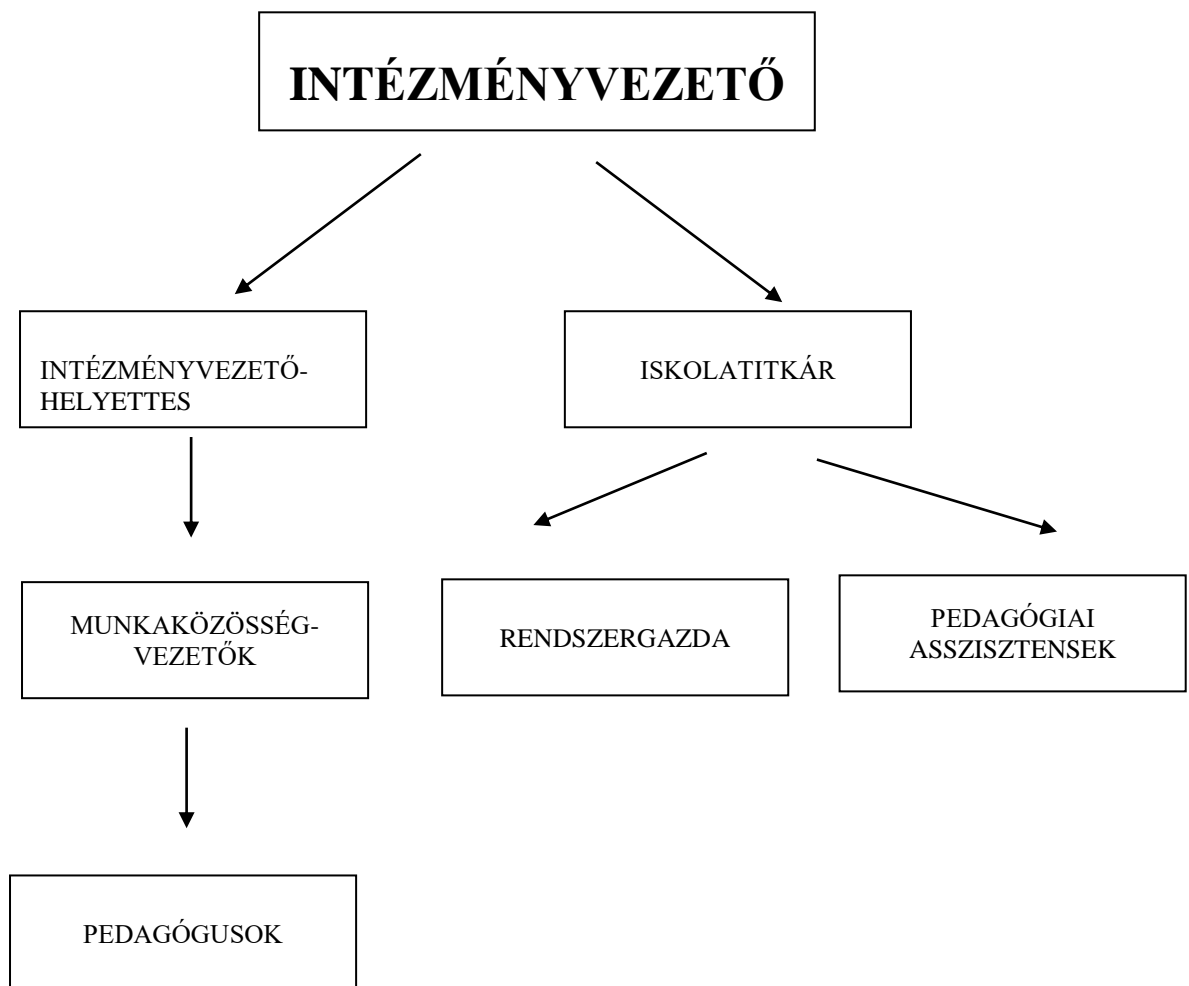 INTÉZMÉNYVEZETŐ
INTÉZMÉNYVEZETŐ-
HELYETTES
ISKOLATITKÁR
MUNKAKÖZÖSSÉG-
VEZETŐK
RENDSZERGAZDA
PEDAGÓGIAI
ASSZISZTENSEK
PEDAGÓGUSOK